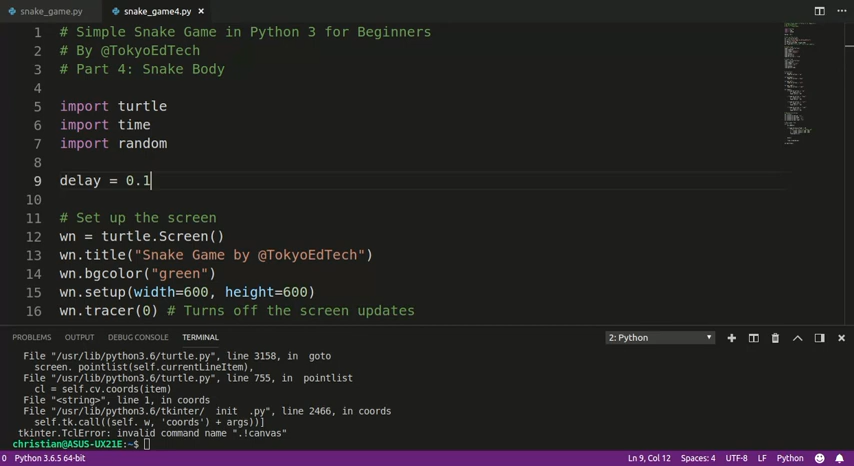 snake_game.py
snake_game4.py
1 # Simple Snake Game in Python 3 for Beginners
2 # By @TokyoEdTech
3 # Part 4: Snake Body
4
5 import turtle
6 import time
7 import random
8
9 delay = 0.1
10
11 # Set up the screen
12 wn = turtle.Screen()
13 wn.title("Snake Game by @TokyoEdTech")
14 wn.bgcolor("green")
15 wn.setup(width=600, height=600)
16 wn.tracer(0) # Turns off the screen updates
PROBLEMS OUTPUT DEBUG CONSOLE TERMINAL 2: Python
File "/usr/lib/python3.6/turtle.py", line 3158, in goto
screen. pointlist(self.currentLineItem),
File "/usr/lib/python3.6/turtle.py", line 755, in pointlist
cl = self.cv.coords(item)
File "<string>", line 1, in coords
File "/usr/lib/python3.6/tkinter/ init .py", line 2466, in coords
self.tk.call((self. w, 'coords') + args))]
tkinter.TclError: invalid command name ".!canvas"
christian@ASUS-UX21E:~$
0 Python 3.6.5 64-bit Ln 9, Col 12 Spaces: 4 UTF-8 LF Python